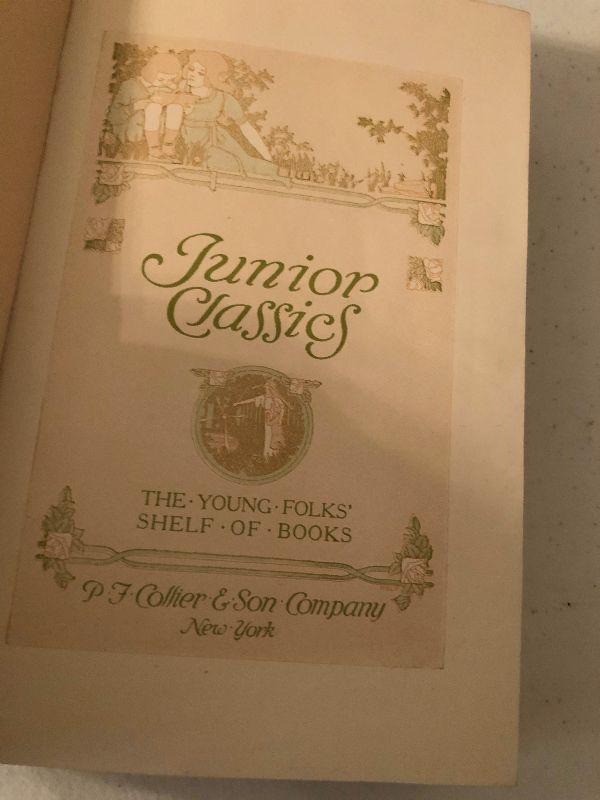 Junior
Classics
THE · YOUNG · FOLKS'
SHELF · OF · BOOKS
P · F · Collier · & · Son · Company
New · York